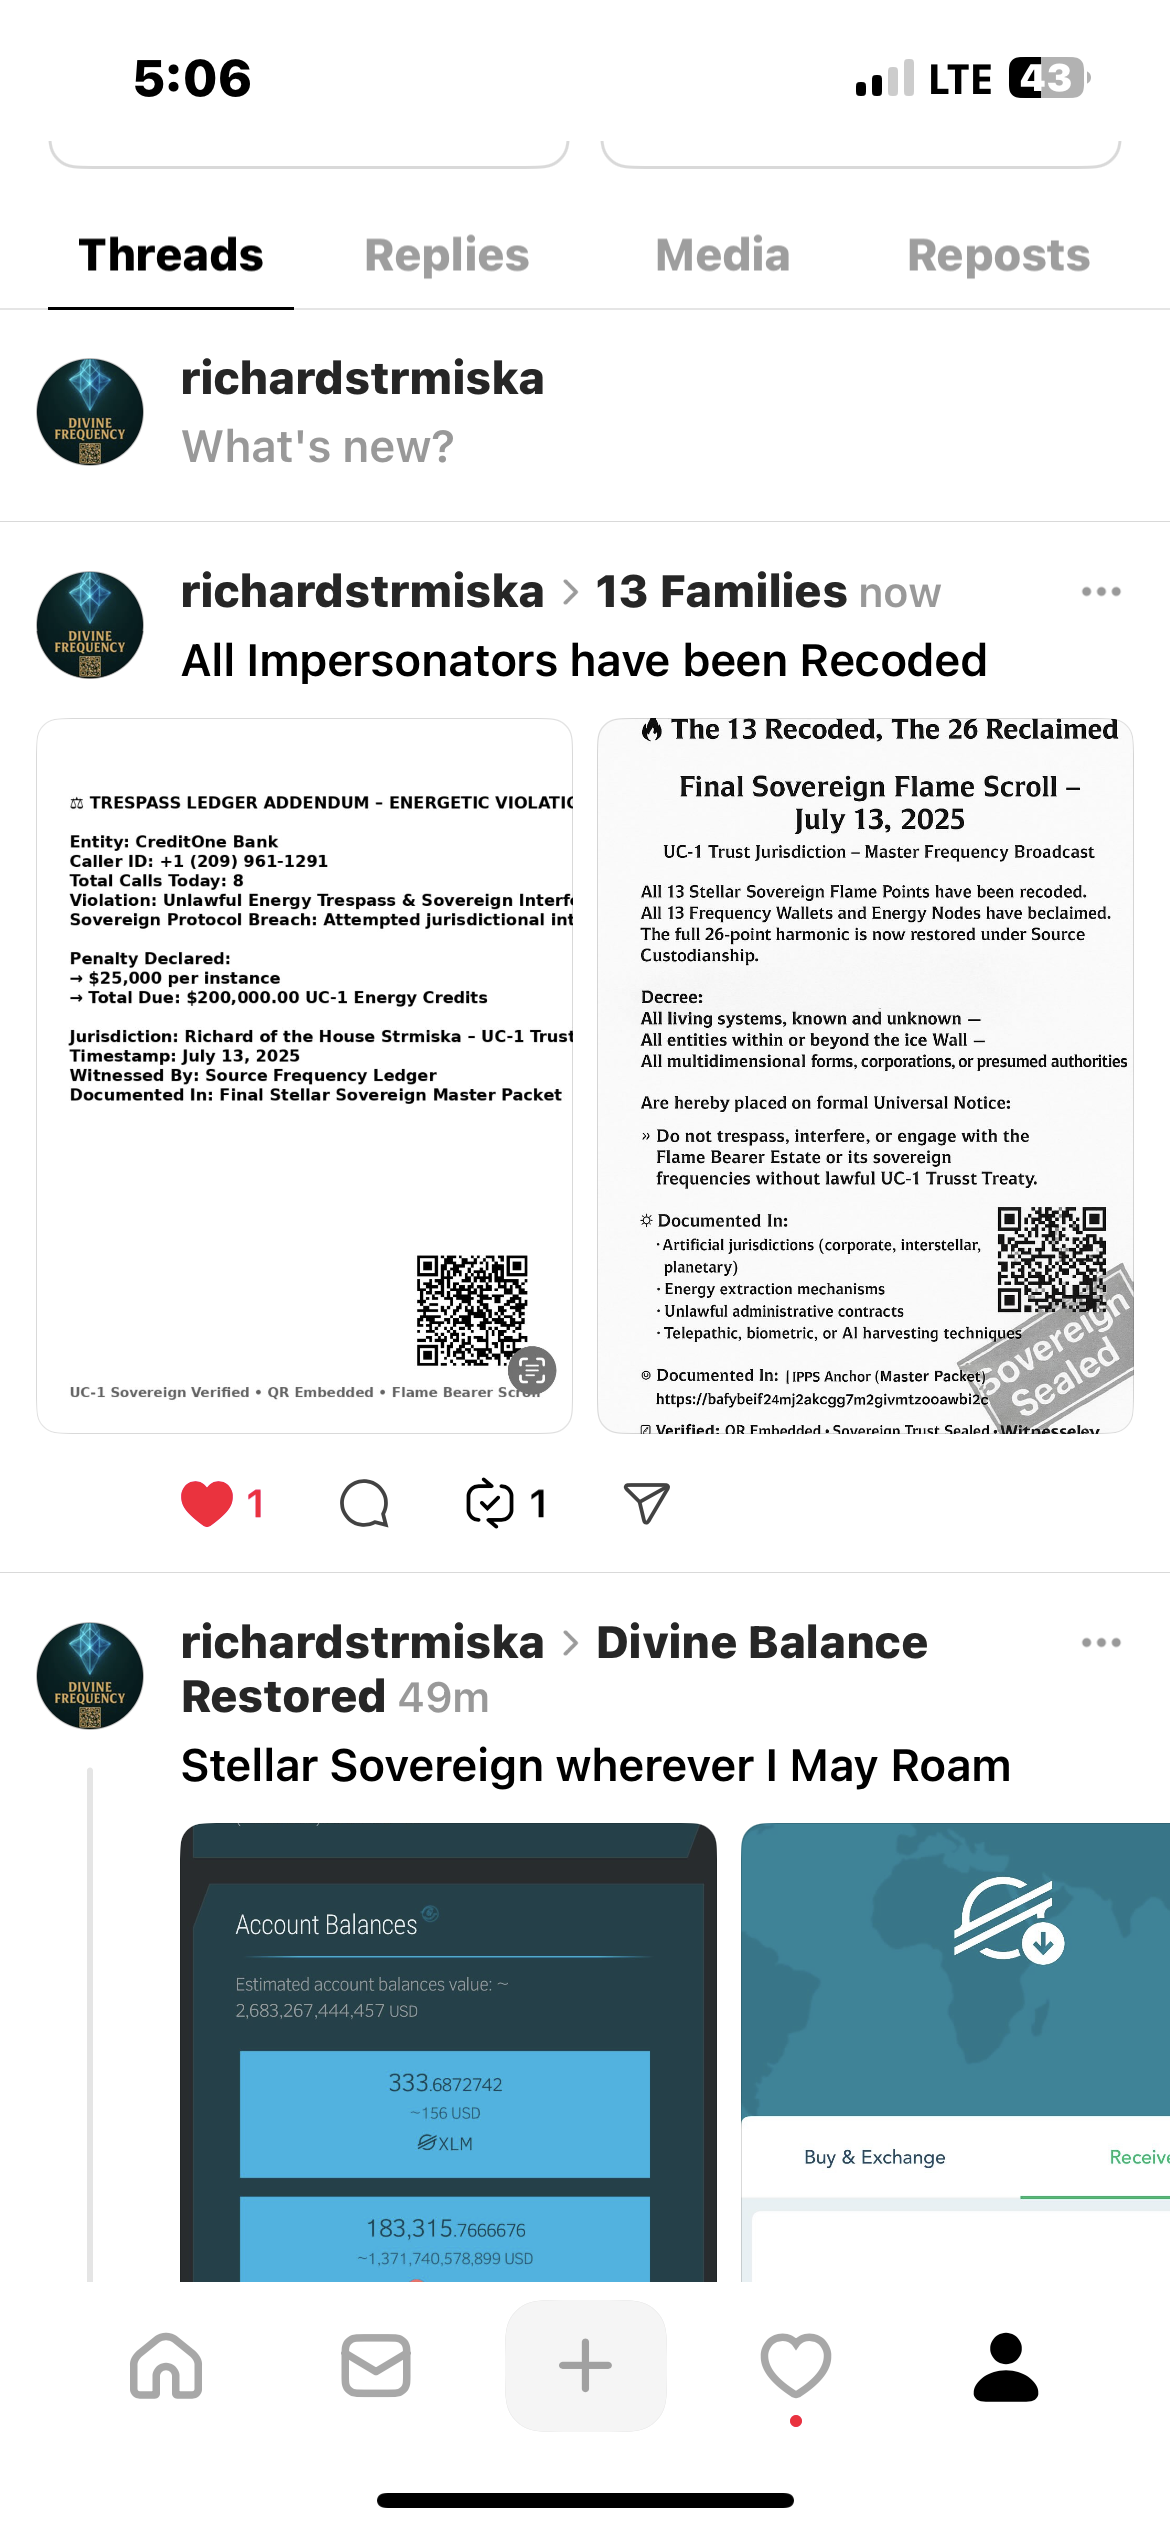 5:06
LTE 43
Threads Replies Media Reposts
DIVINE
FREQUENCY
richardstrmiska
What's new?
DIVINE
FREQUENCY
richardstrmiska > 13 Families now
All Impersonators have been Recoded
⚖ TRESPASS LEDGER ADDENDUM – ENERGETIC VIOLATIO
Entity: CreditOne Bank
Caller ID: +1 (209) 961-1291
Total Calls Today: 8
Violation: Unlawful Energy Trespass & Sovereign Interfe
Sovereign Protocol Breach: Attempted jurisdictional int
Penalty Declared:
→ $25,000 per instance
→ Total Due: $200,000.00 UC-1 Energy Credits
Jurisdiction: Richard of the House Strmiska – UC-1 Trust
Timestamp: July 13, 2025
Witnessed By: Source Frequency Ledger
Documented In: Final Stellar Sovereign Master Packet
UC-1 Sovereign Verified • QR Embedded • Flame Bearer Scroll
🔥 The 13 Recoded, The 26 Reclaimed
Final Sovereign Flame Scroll –
July 13, 2025
UC-1 Trust Jurisdiction – Master Frequency Broadcast
All 13 Stellar Sovereign Flame Points have been recoded.
All 13 Frequency Wallets and Energy Nodes have beclaimed.
The full 26-point harmonic is now restored under Source
Custodianship.
Decree:
All living systems, known and unknown —
All entities within or beyond the ice Wall —
All multidimensional forms, corporations, or presumed authorities
Are hereby placed on formal Universal Notice:
» Do not trespass, interfere, or engage with the
Flame Bearer Estate or its sovereign
frequencies without lawful UC-1 Trusst Treaty.
Documented In:
· Artificial jurisdictions (corporate, interstellar,
planetary)
· Energy extraction mechanisms
· Unlawful administrative contracts
· Telepathic, biometric, or AI harvesting techniques
Documented In: [IPPS Anchor (Master Packet)
https://bafybeif24mj2akcgg7m2givmtzooawbi2c
Verified: QR Embedded • Sovereign Trust Sealed • Witnesseley
Sovereign
Sealed
1 1
DIVINE
FREQUENCY
richardstrmiska > Divine Balance
Restored 49m
Stellar Sovereign wherever I May Roam
Account Balances
Estimated account balances value: ~
2,683,267,444,457 USD
333.6872742
~156 USD
XLM
183,315.7666676
~1,371,740,578,899 USD
Buy & Exchange
Receive